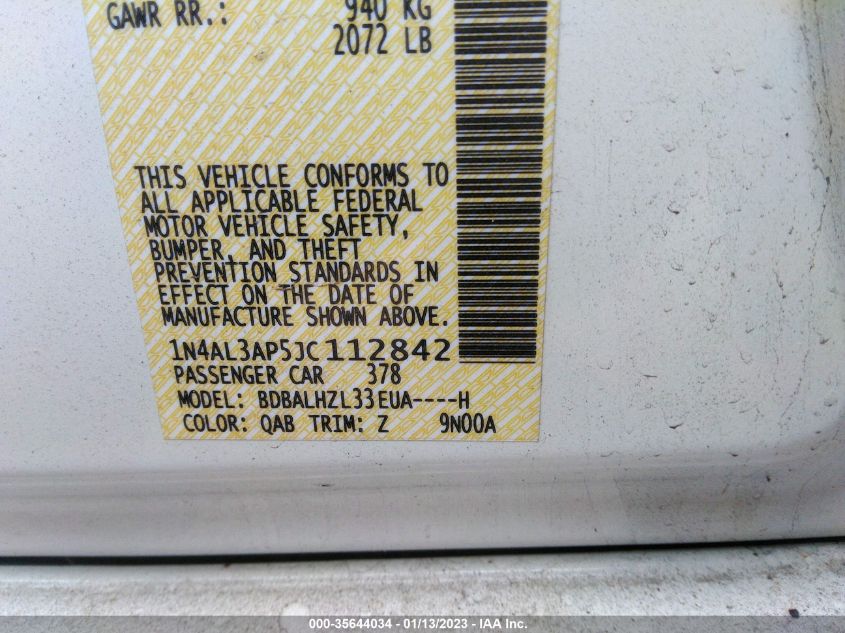 GAWR RR.: 940 KG
2072 LB
THIS VEHICLE CONFORMS TO
ALL APPLICABLE FEDERAL
MOTOR VEHICLE SAFETY,
BUMPER, AND THEFT
PREVENTION STANDARDS IN
EFFECT ON THE DATE OF
MANUFACTURE SHOWN ABOVE.
1N4AL3AP5JC112842
PASSENGER CAR 378
MODEL: BDBALHZL33EUA----H
COLOR: QAB TRIM: Z 9N00A
000-35644034 - 01/13/2023 - IAA Inc.